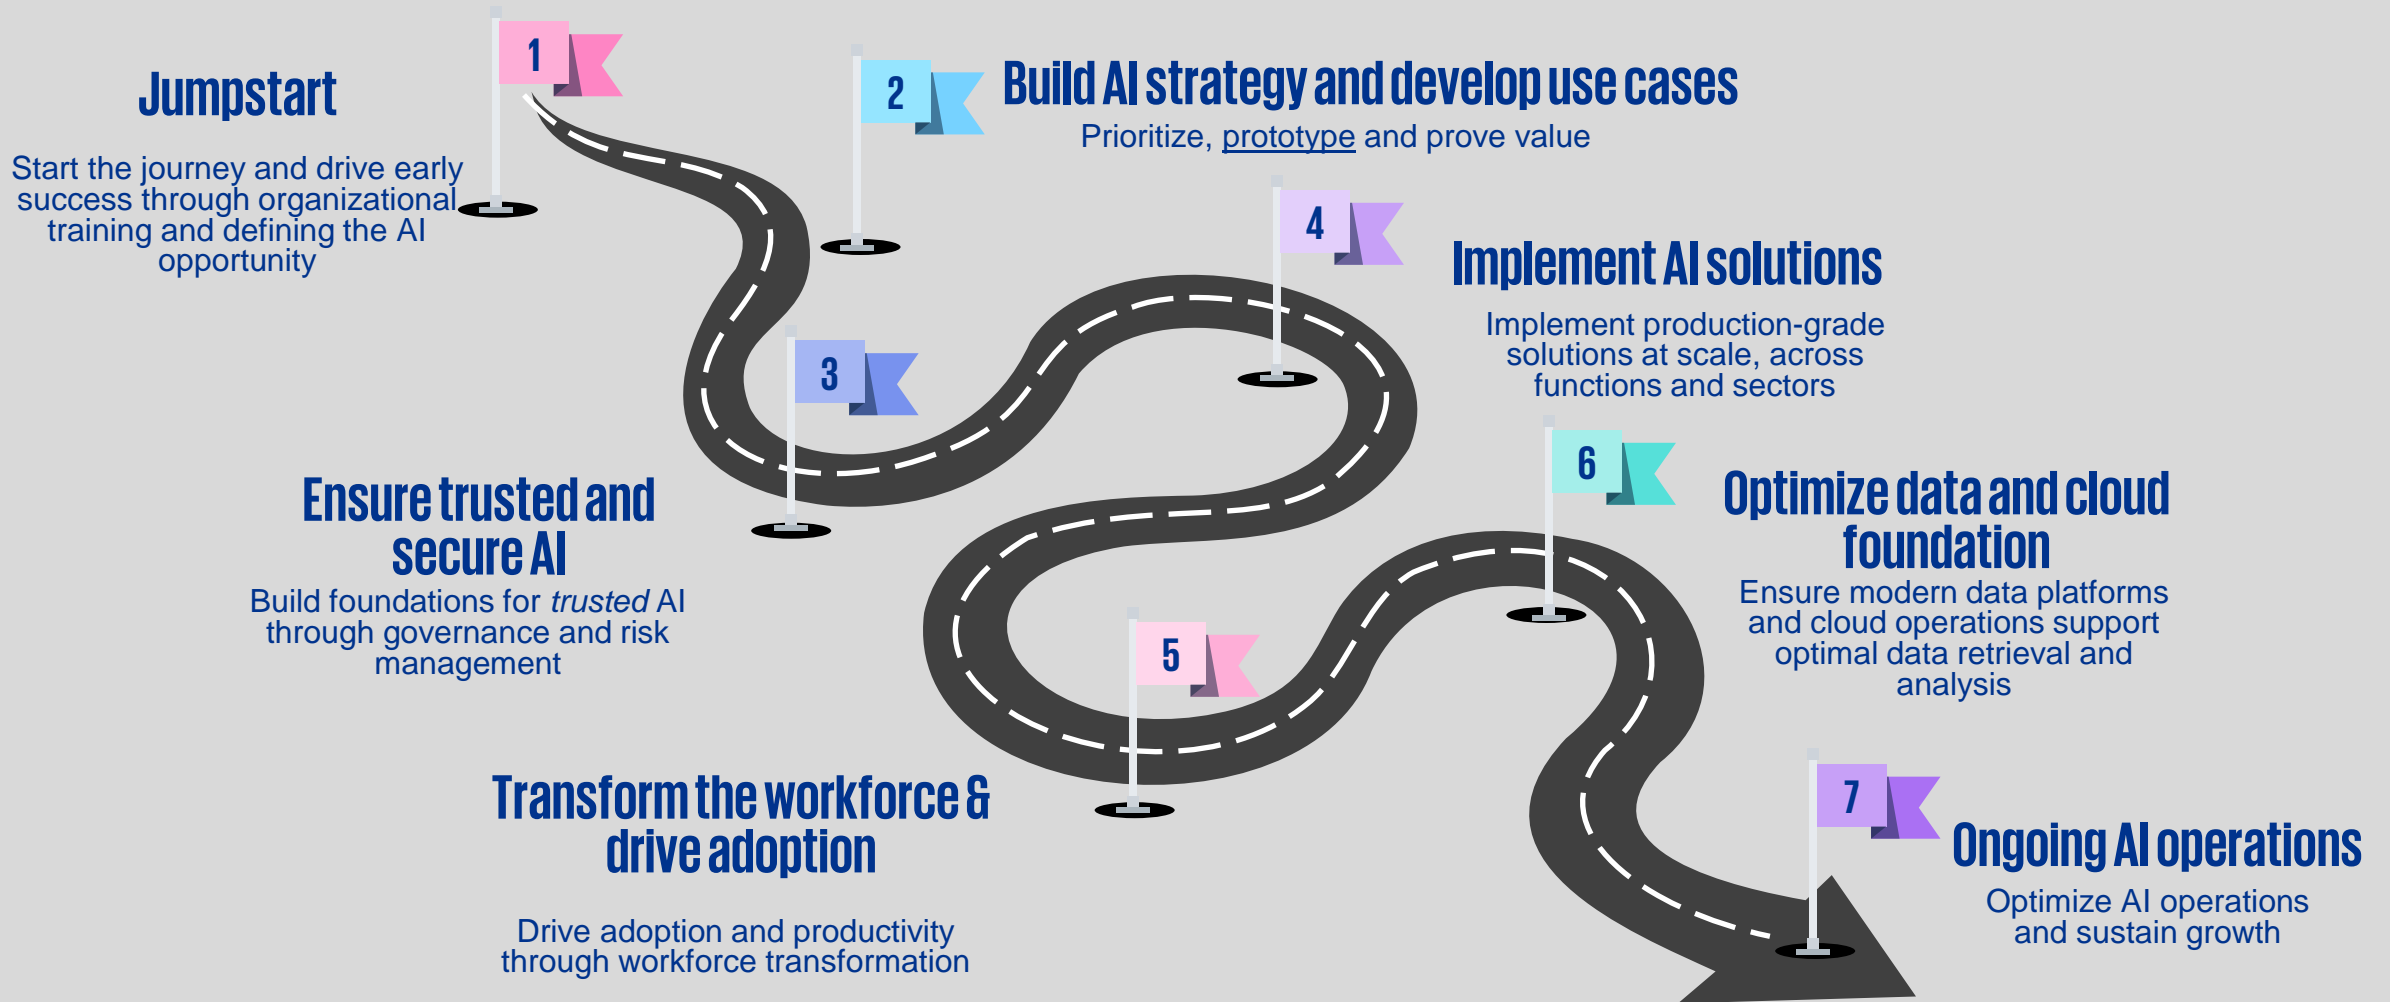 1
Jumpstart
Start the journey and drive early
success through organizational
training and defining the AI
opportunity
2
Build AI strategy and develop use cases
Prioritize, prototype and prove value
3
Ensure trusted and
secure AI
Build foundations for trusted AI
through governance and risk
management
4
Implement AI solutions
Implement production-grade
solutions at scale, across
functions and sectors
5
Transform the workforce &
drive adoption
Drive adoption and productivity
through workforce transformation
6
Optimize data and cloud
foundation
Ensure modern data platforms
and cloud operations support
optimal data retrieval and
analysis
7
Ongoing AI operations
Optimize AI operations
and sustain growth